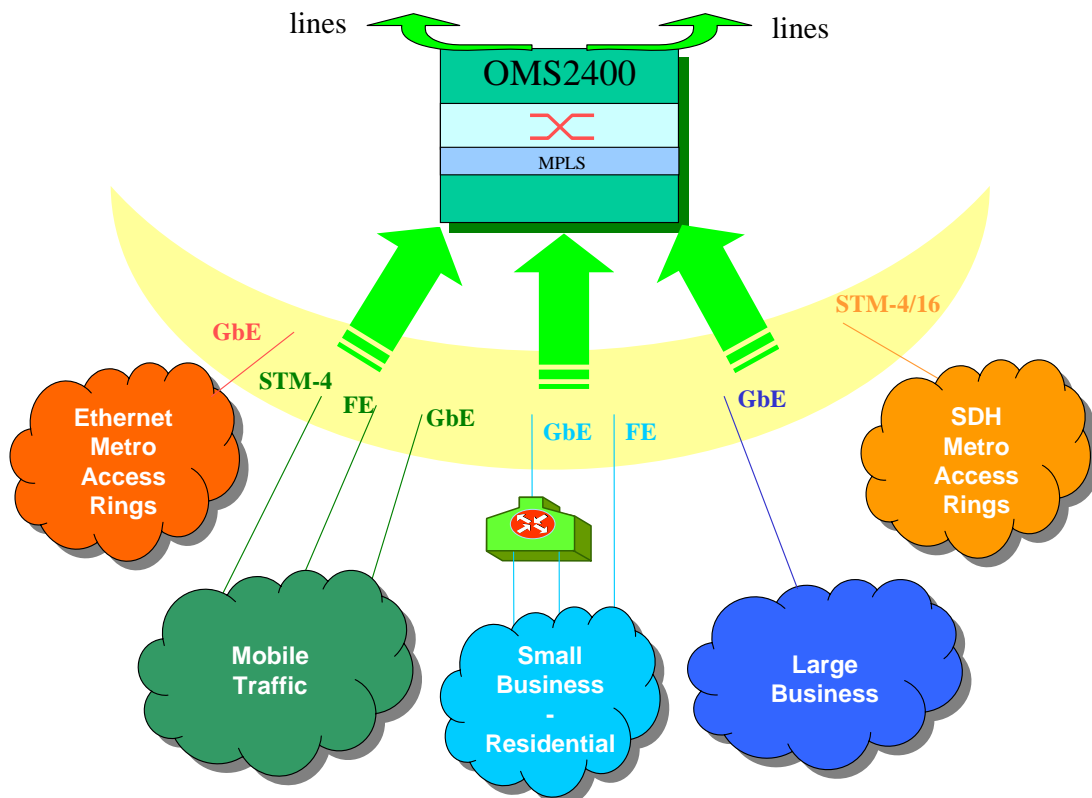 lines
lines
OMS2400
MPLS
STM-4/16
GbE
STM-4
FE
GbE
GbE
FE
GbE
Ethernet
Metro
Access
Rings
SDH
Metro
Access
Rings
Mobile
Traffic
Small
Business
-
Residential
Large
Business